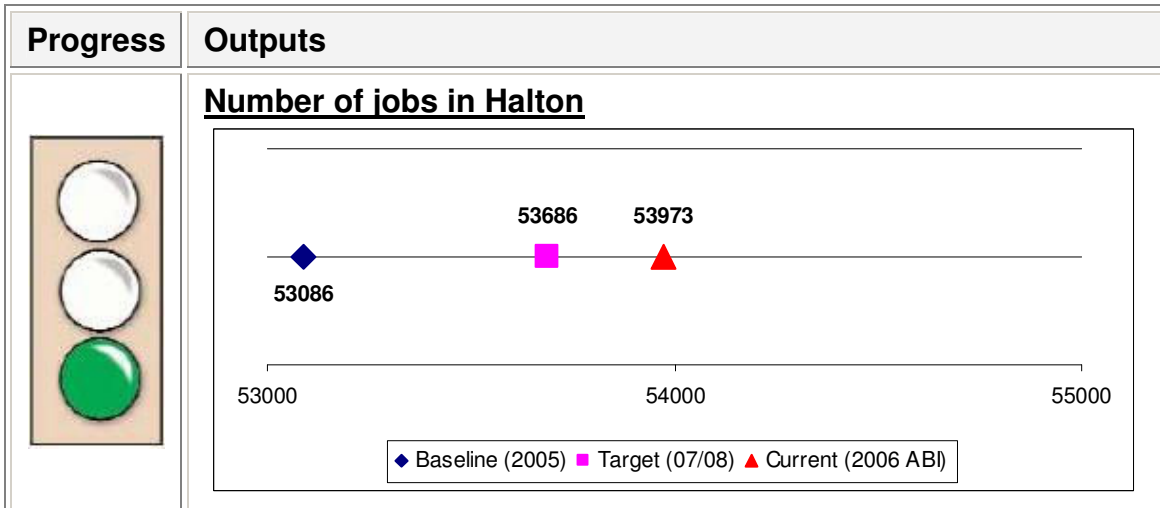 Progress Outputs
Number of jobs in Halton
53686 53973
53086
53000 54000 55000
Baseline (2005) Target (07/08) Current (2006 ABI)